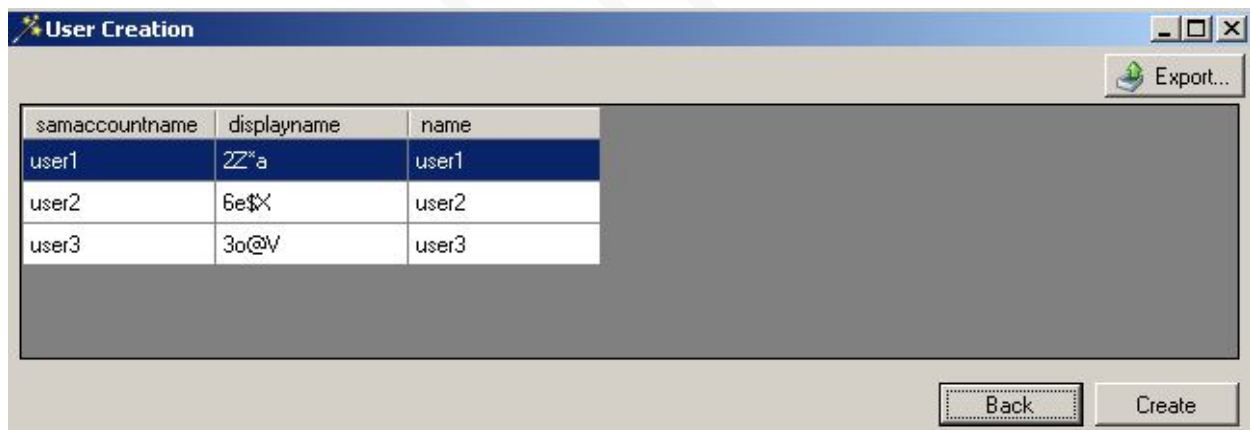 User Creation
Export...
samaccountname displayname name
user1 2Z*a user1
user2 6e$X user2
user3 3o@V user3
Back Create